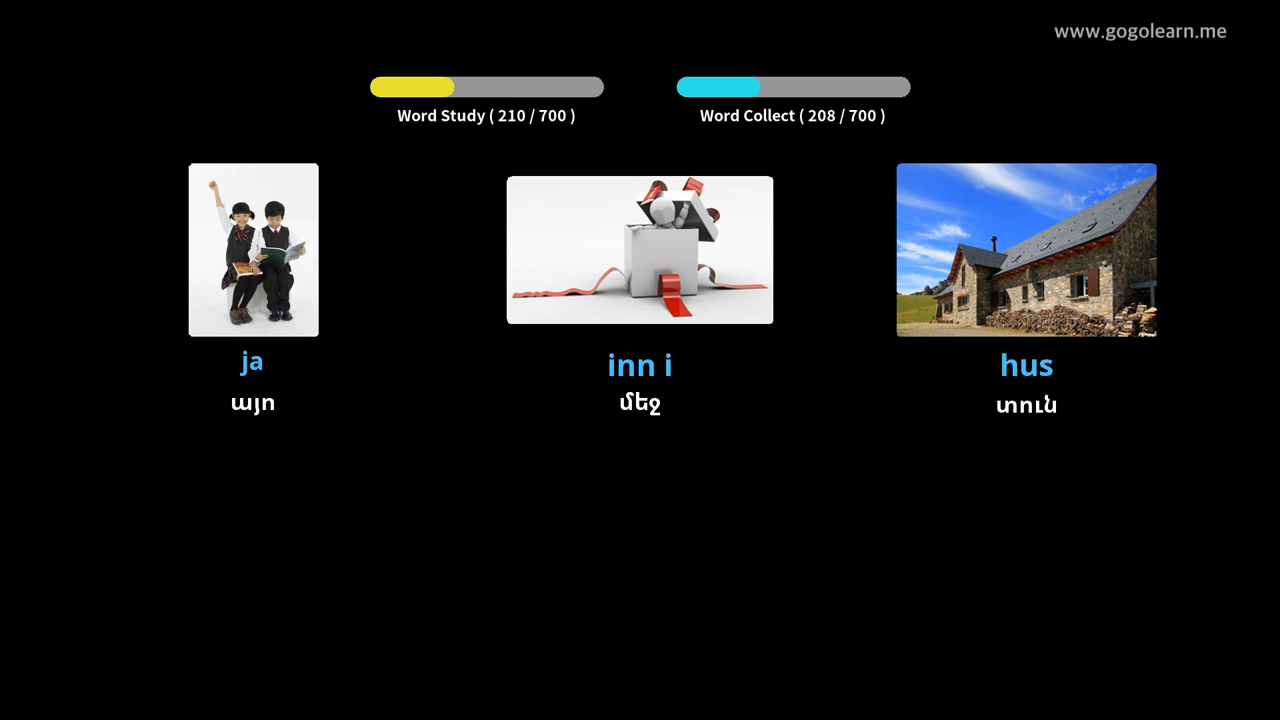 www.gogolearn.me
Word Study ( 210 / 700 )
Word Collect ( 208 / 700 )
ja
inn i
hus
այո
մեջ
տուն